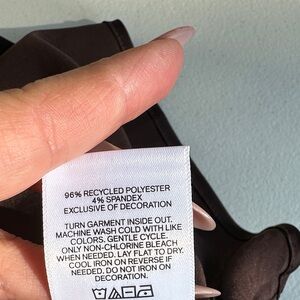 96% RECYCLED POLYESTER
4% SPANDEX
EXCLUSIVE OF DECORATION
TURN GARMENT INSIDE OUT.
MACHINE WASH COLD WITH LIKE
COLORS. GENTLE CYCLE.
ONLY NON-CHLORINE BLEACH
WHEN NEEDED. LAY FLAT TO DRY.
COOL IRON ON REVERSE IF
NEEDED. DO NOT IRON ON
DECORATION.